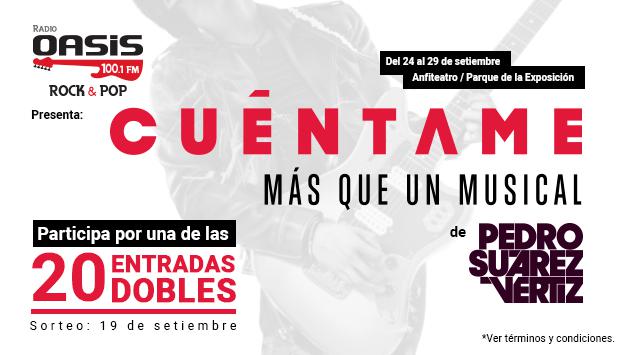 RADIO
OASIS
100.1 FM
ROCK & POP
Presenta:
Del 24 al 29 de setiembre
Anfiteatro / Parque de la Exposición
CUÉNTAME
MÁS QUE UN MUSICAL
de
PEDRO
SUÁREZ
VÉRTIZ
Participa por una de las
20 ENTRADAS
DOBLES
Sorteo: 19 de setiembre
*Ver términos y condiciones.